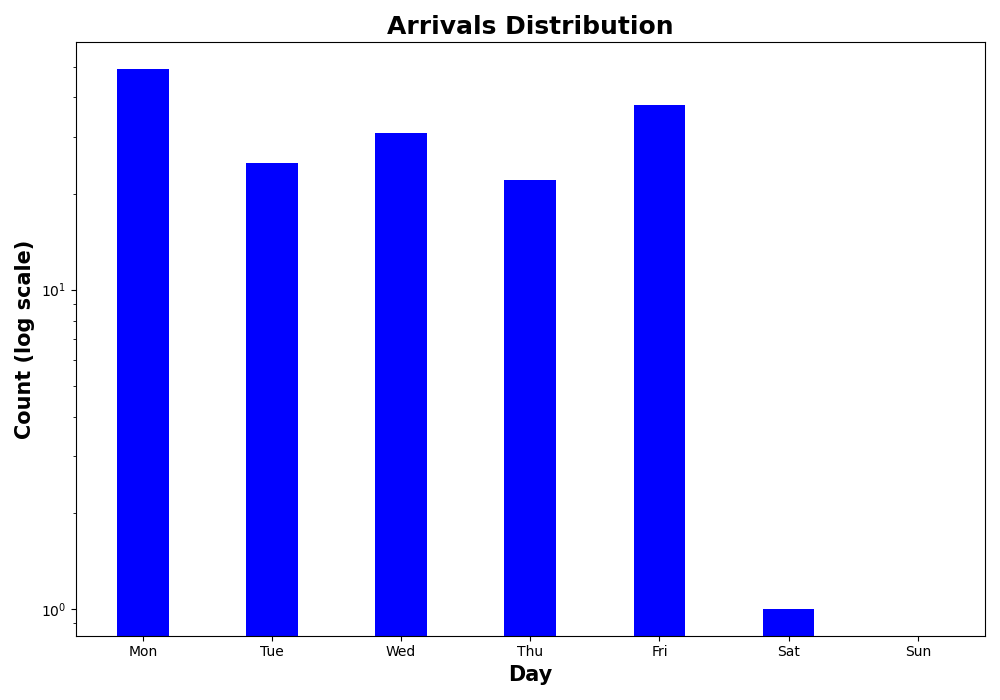 Arrivals Distribution
Count (log scale)
10¹
10⁰
Mon Tue Wed Thu Fri Sat Sun
Day